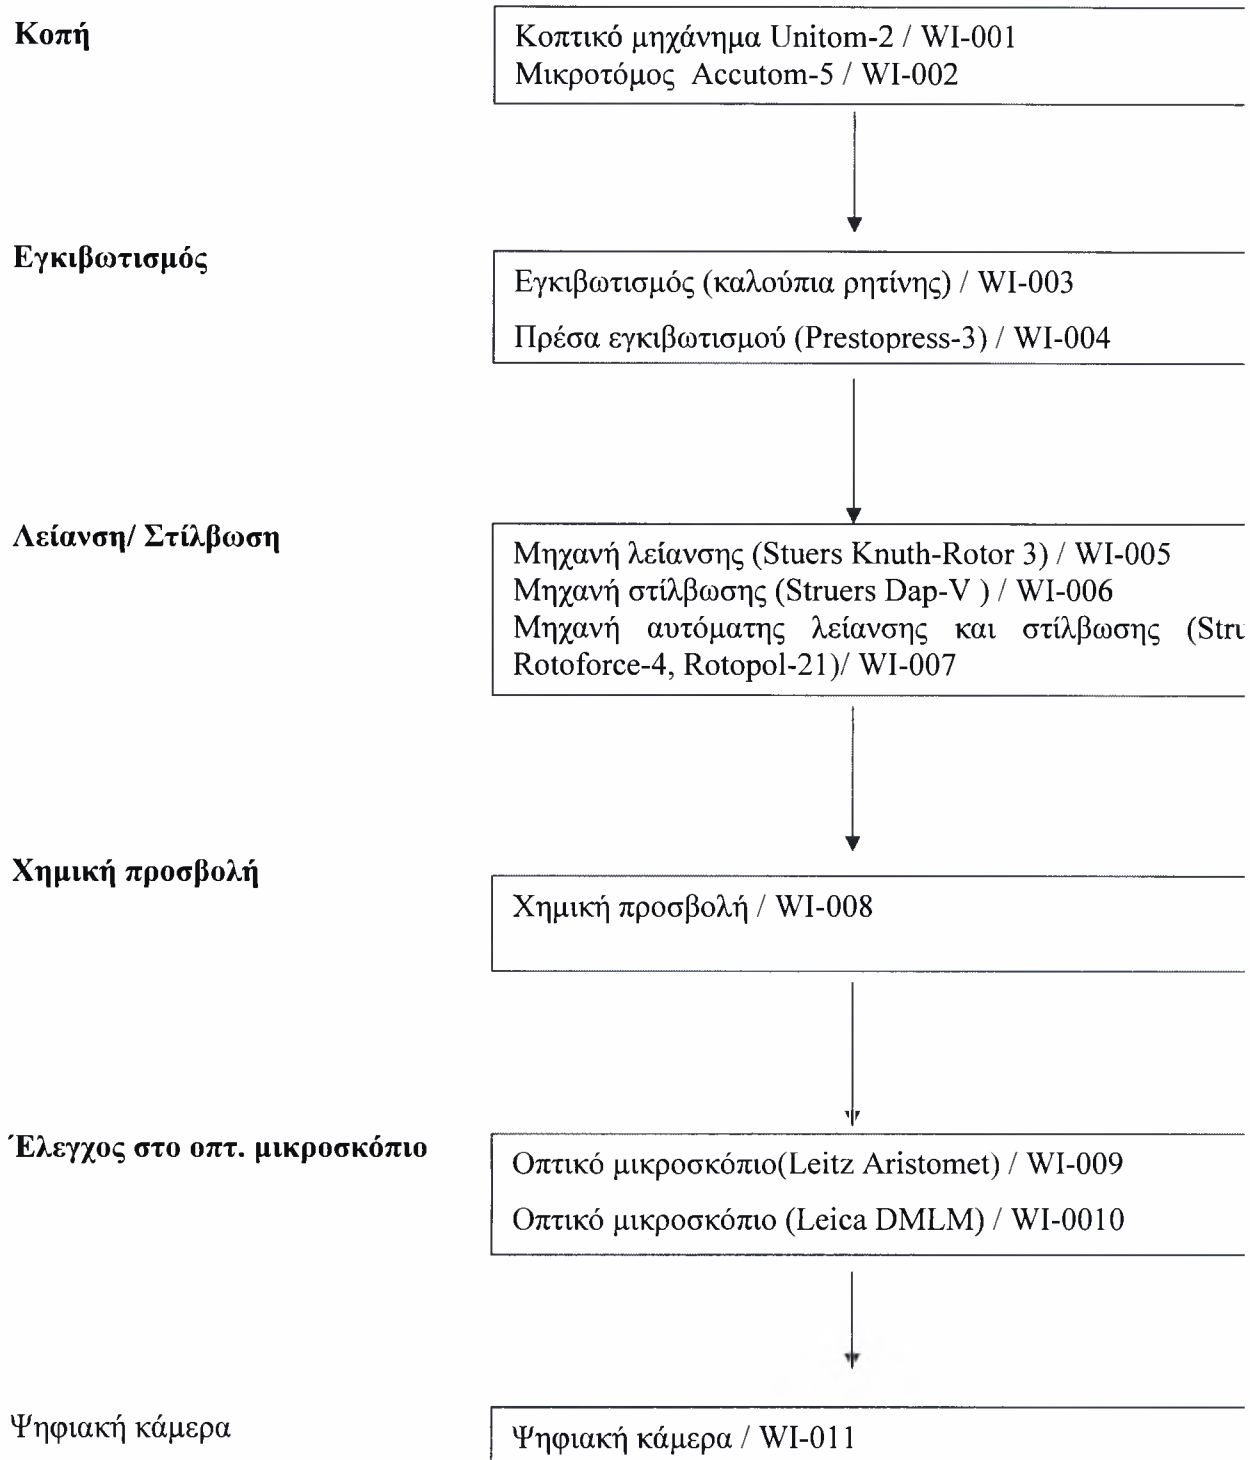 Κοπή
Κοπτικό μηχάνημα Unitom-2 / WI-001
Μικροτόμος Accutom-5 / WI-002
Εγκιβωτισμός
Εγκιβωτισμός (καλούπια ρητίνης) / WI-003
Πρέσα εγκιβωτισμού (Prestopress-3) / WI-004
Λείανση/ Στίλβωση
Μηχανή λείανσης (Stuers Knuth-Rotor 3) / WI-005
Μηχανή στίλβωσης (Struers Dap-V ) / WI-006
Μηχανή αυτόματης λείανσης και στίλβωσης (Stru
Rotoforce-4, Rotopol-21)/ WI-007
Χημική προσβολή
Χημική προσβολή / WI-008
Έλεγχος στο οπτ. μικροσκόπιο
Οπτικό μικροσκόπιο(Leitz Aristomet) / WI-009
Οπτικό μικροσκόπιο (Leica DMLM) / WI-0010
Ψηφιακή κάμερα
Ψηφιακή κάμερα / WI-011